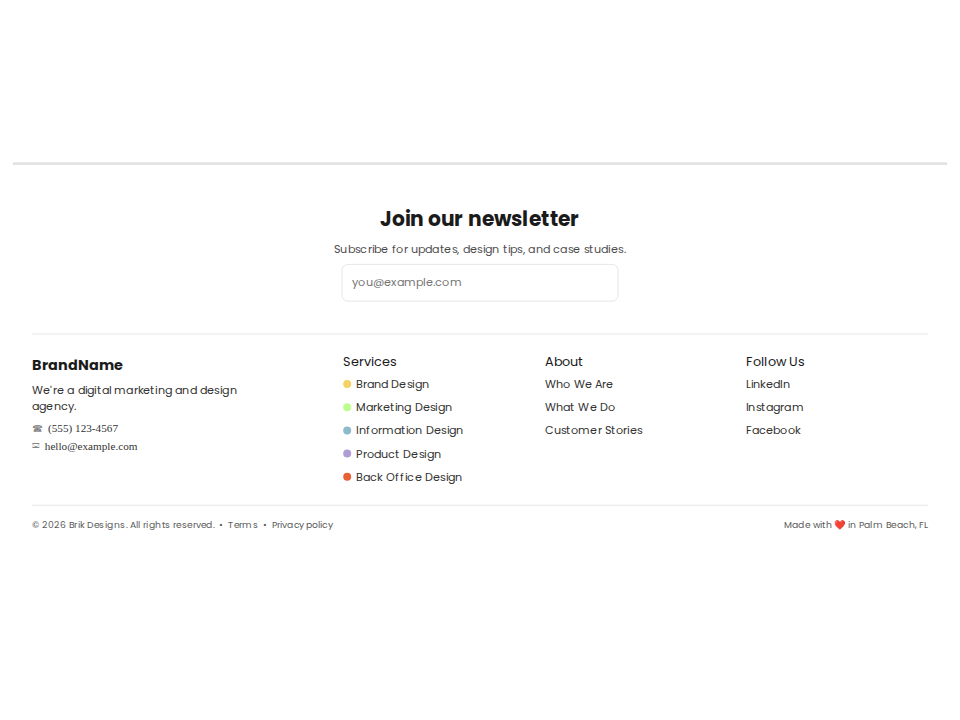 Join our newsletter
Subscribe for updates, design tips, and case studies.
you@example.com
BrandName
We're a digital marketing and design
agency.
☎ (555) 123-4567
hello@example.com
Services
Brand Design
Marketing Design
Information Design
Product Design
Back Office Design
About
Who We Are
What We Do
Customer Stories
Follow Us
LinkedIn
Instagram
Facebook
© 2026 Brik Designs. All rights reserved. • Terms • Privacy policy
Made with ❤️ in Palm Beach, FL